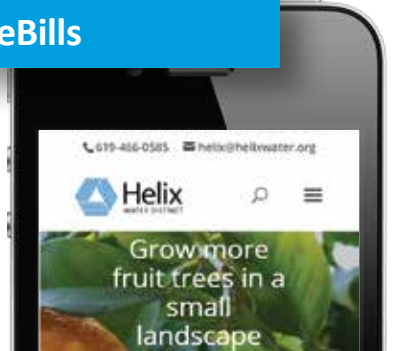 eBills
619-466-0585 helix@helixwater.org
Helix
WATER DISTRICT
Grow more
fruit trees in a
small
landscape